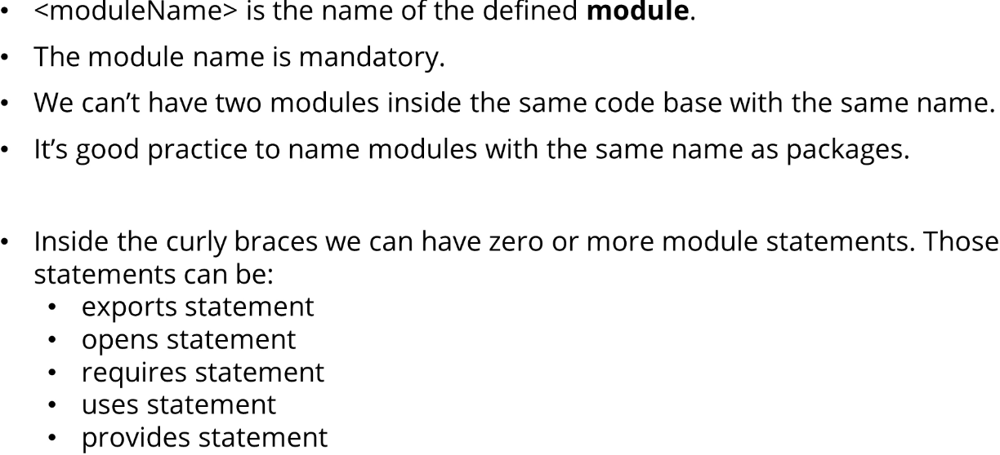 • <moduleName> is the name of the defined module.
• The module name is mandatory.
• We can’t have two modules inside the same code base with the same name.
• It’s good practice to name modules with the same name as packages.
• Inside the curly braces we can have zero or more module statements. Those
statements can be:
• exports statement
• opens statement
• requires statement
• uses statement
• provides statement